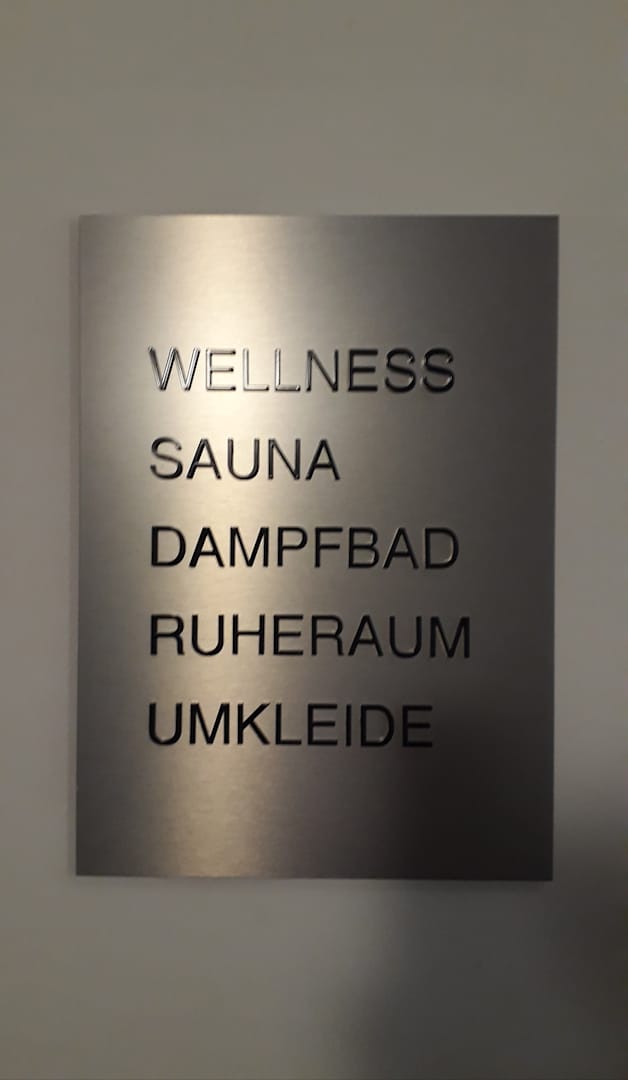 WELLNESS
SAUNA
DAMPFBAD
RUHERAUM
UMKLEIDE